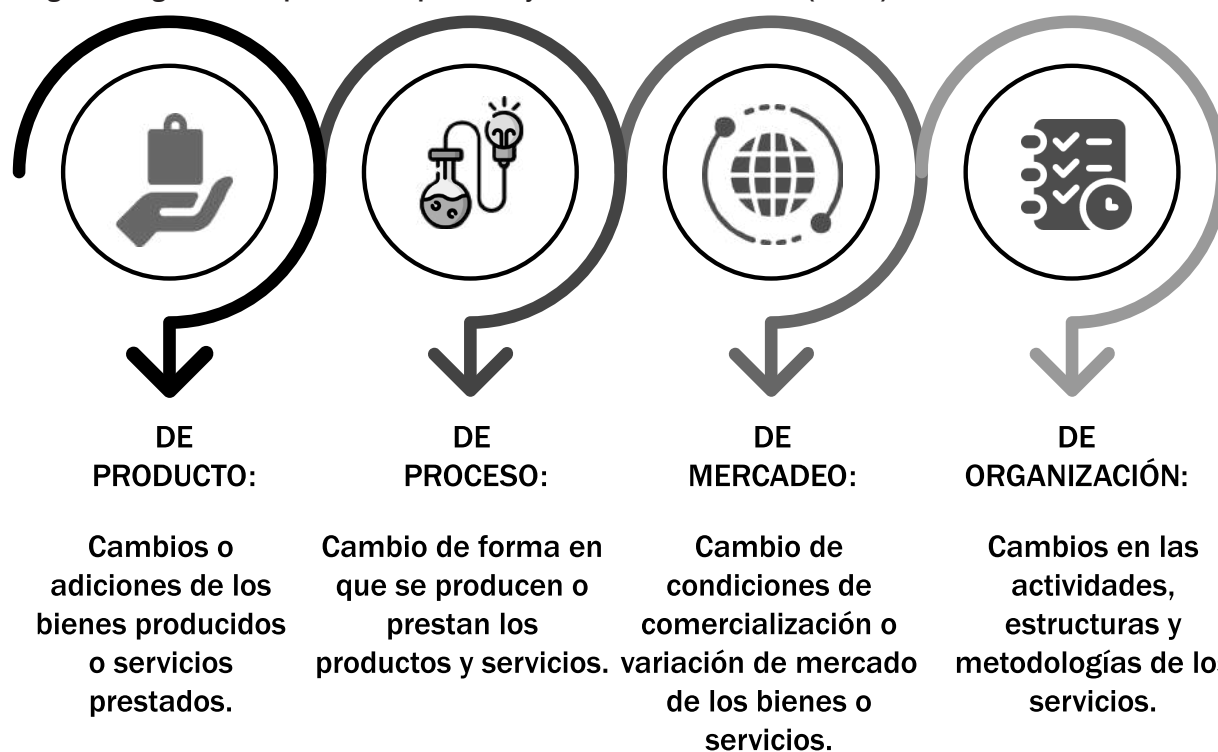 DE
PRODUCTO:
Cambios o
adiciones de los
bienes producidos
o servicios
prestados.
DE
PROCESO:
Cambio de forma en
que se producen o
prestan los
productos y servicios.
DE
MERCADEO:
Cambio de
condiciones de
comercialización o
variación de mercado
de los bienes o
servicios.
DE
ORGANIZACIÓN:
Cambios en las
actividades,
estructuras y
metodologías de lo
servicios.